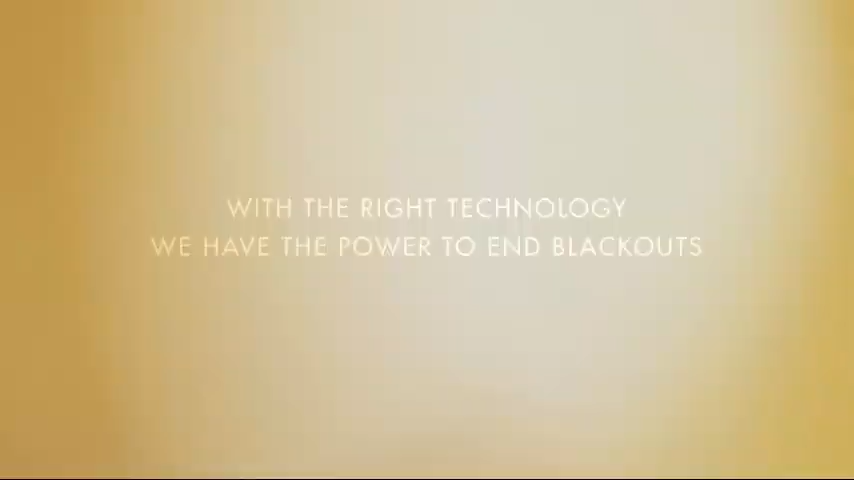 WITH THE RIGHT TECHNOLOGY
WE HAVE THE POWER TO END BLACKOUTS